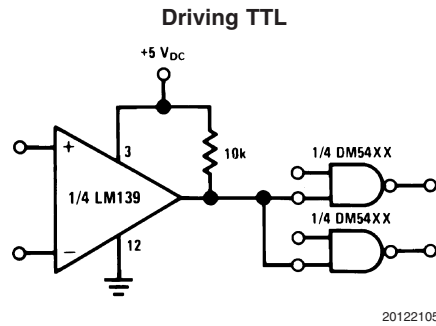 Driving TTL
+5 VDC
3
10k
1/4 DM54XX
+
1/4 LM139
1/4 DM54XX
−
12
20122105